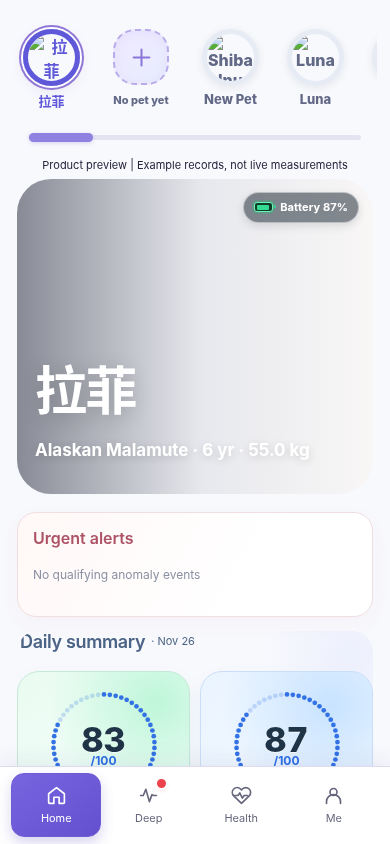 拉
菲
Shiba
Inu
Luna
拉菲
No pet yet
New Pet
Luna
Product preview | Example records, not live measurements
Battery 87%
拉菲
Alaskan Malamute · 6 yr · 55.0 kg
Urgent alerts
No qualifying anomaly events
Daily summary · Nov 26
83
/100
87
/100
Home
Deep
Health
Me